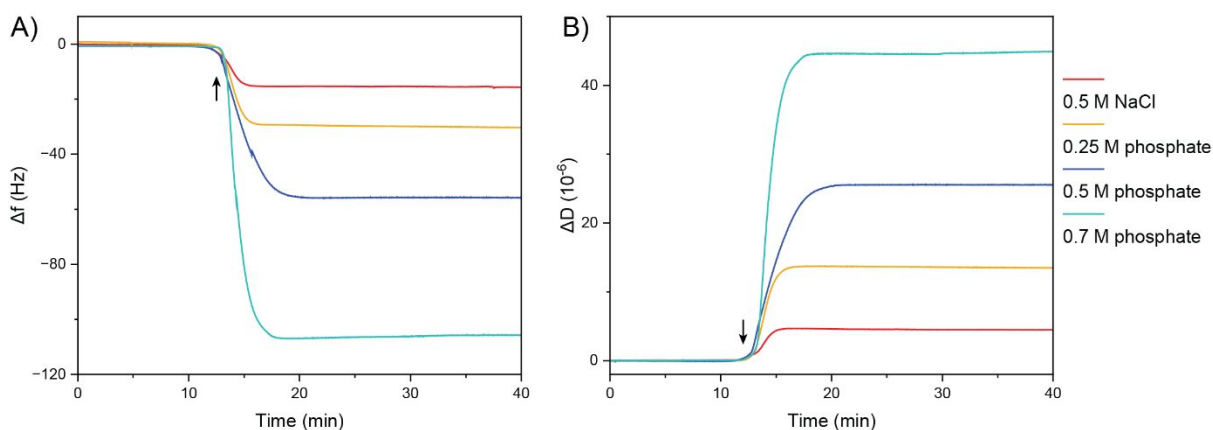 A)
0
−40
−80
−120
Δf (Hz)
0
10
20
30
40
Time (min)
B)
40
20
0
ΔD (10-6)
0
10
20
30
40
Time (min)
0.5 M NaCl
0.25 M phosphate
0.5 M phosphate
0.7 M phosphate